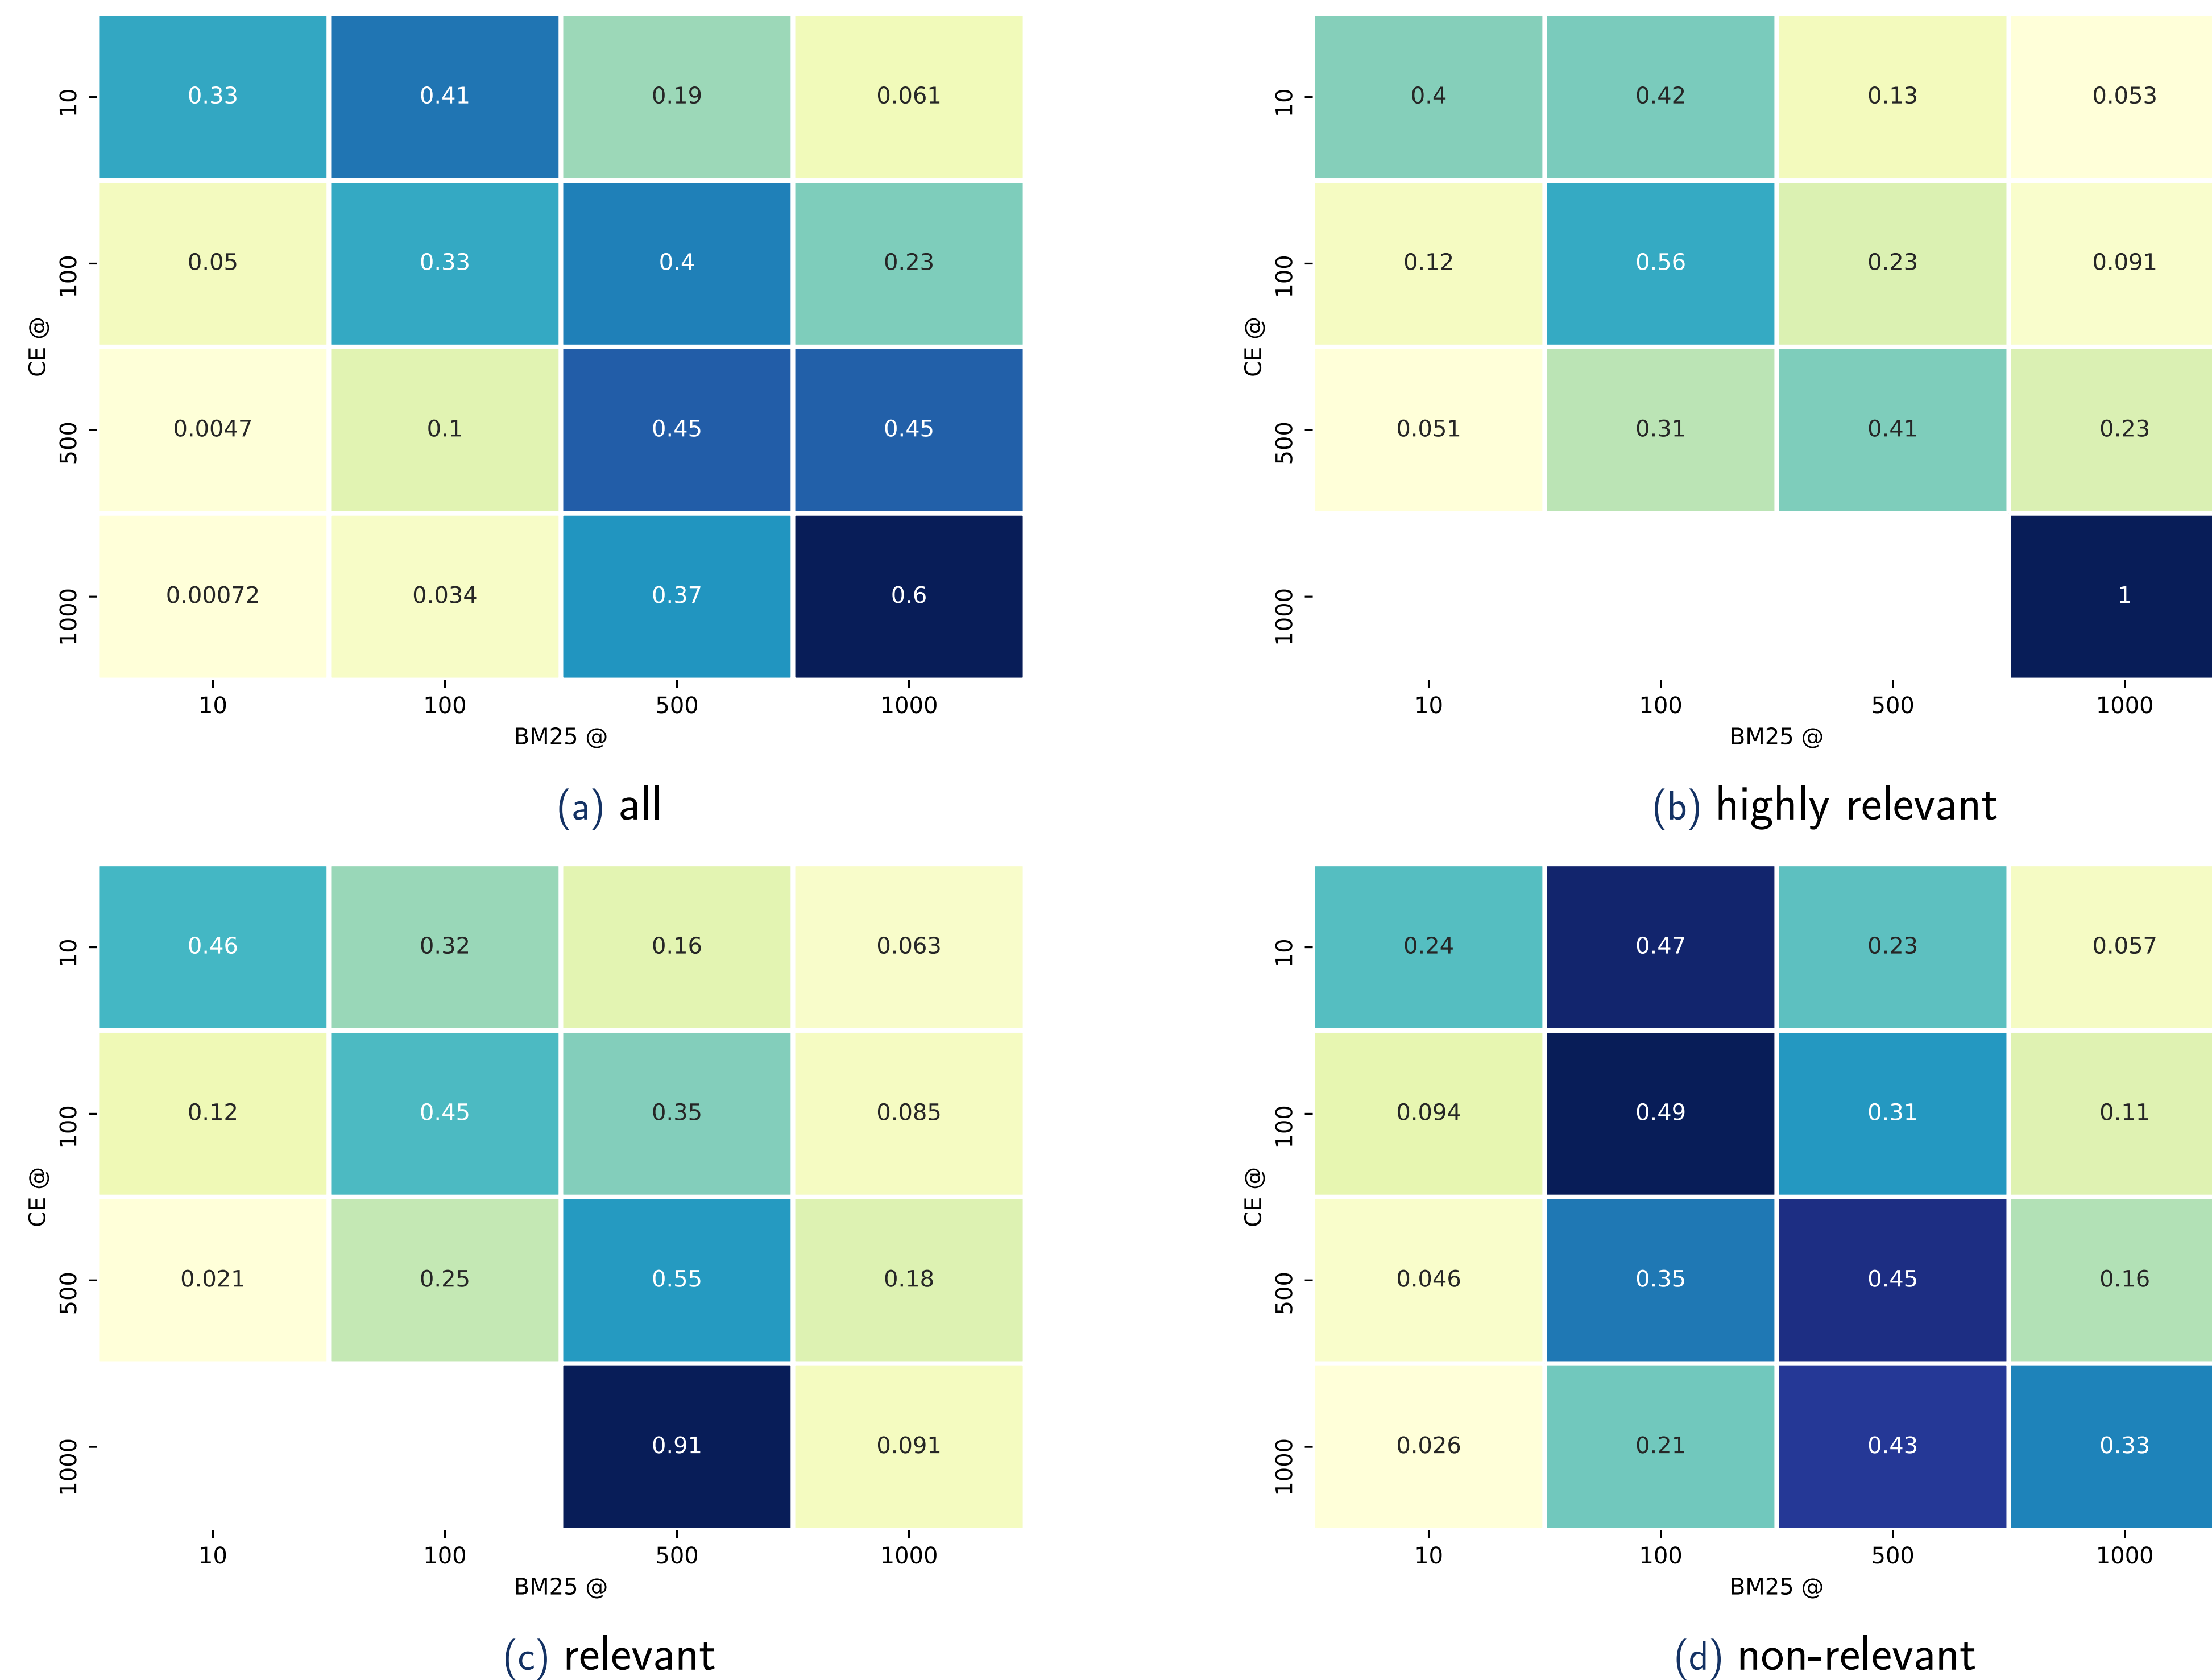 10 0.33 0.41 0.19 0.061
100 0.05 0.33 0.4 0.23
CE @
500 0.0047 0.1 0.45 0.45
1000 0.00072 0.034 0.37 0.6
10 100 500 1000
BM25 @
(a) all
10 0.4 0.42 0.13 0.053
100 0.12 0.56 0.23 0.091
CE @
500 0.051 0.31 0.41 0.23
1000 1
10 100 500 1000
BM25 @
(b) highly relevant
10 0.46 0.32 0.16 0.063
100 0.12 0.45 0.35 0.085
CE @
500 0.021 0.25 0.55 0.18
1000 0.91 0.091
10 100 500 1000
BM25 @
(c) relevant
10 0.24 0.47 0.23 0.057
100 0.094 0.49 0.31 0.11
CE @
500 0.046 0.35 0.45 0.16
1000 0.026 0.21 0.43 0.33
10 100 500 1000
BM25 @
(d) non-relevant